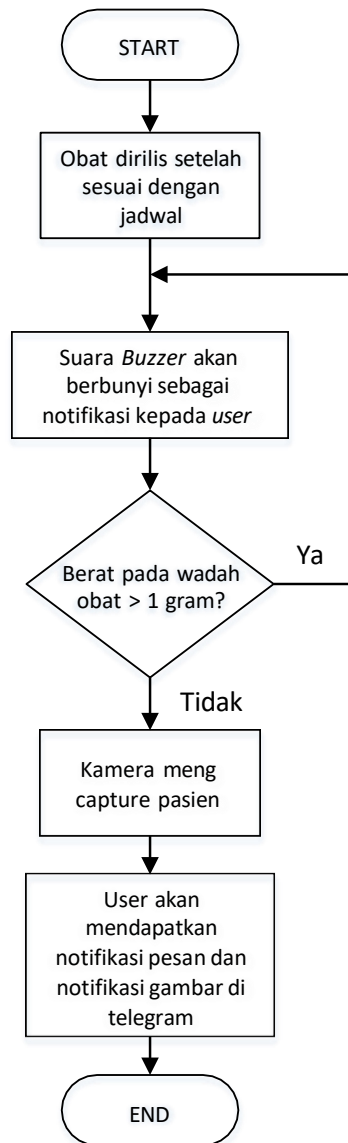 START
Obat dirilis setelah
sesuai dengan
jadwal
Suara Buzzer akan
berbunyi sebagai
notifikasi kepada user
Berat pada wadah
obat > 1 gram?
Ya
Tidak
Kamera meng
capture pasien
User akan
mendapatkan
notifikasi pesan dan
notifikasi gambar di
telegram
END